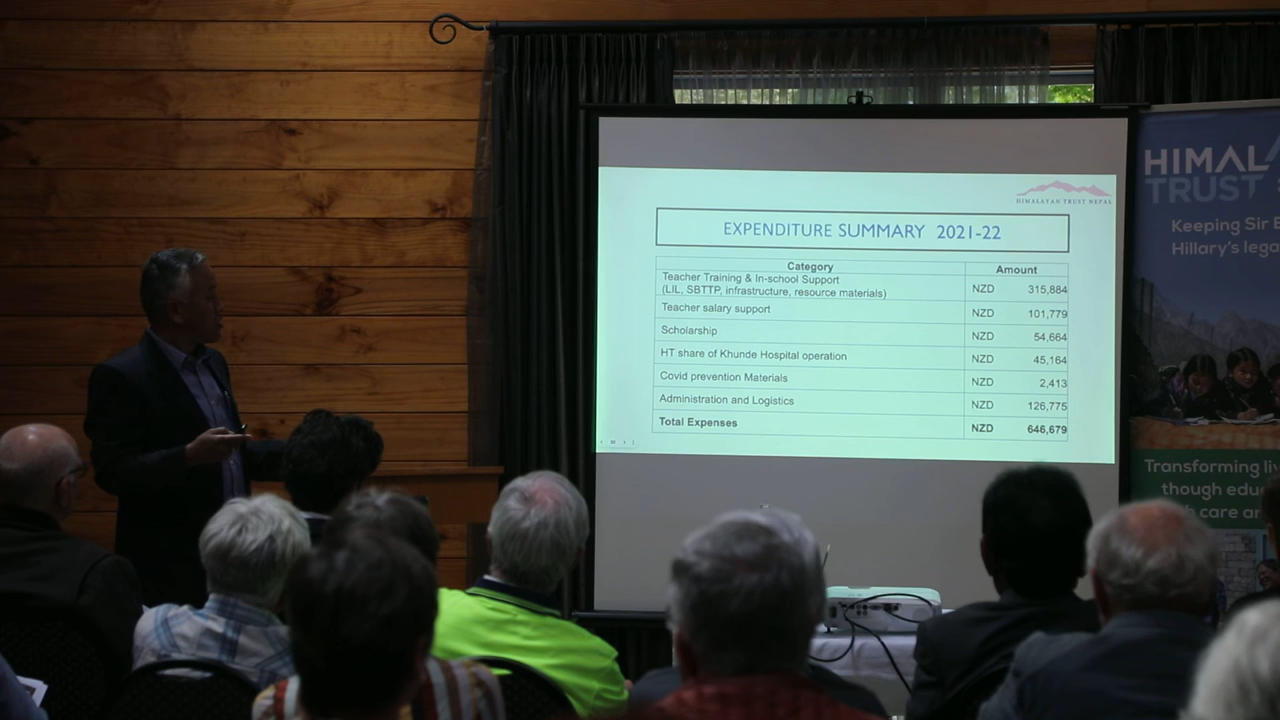 HIMALAYAN TRUST NEPAL
EXPENDITURE SUMMARY 2021-22
Category Amount
Teacher Training & In-school Support
(LIL, SBTTP, infrastructure, resource materials) NZD 315,884
Teacher salary support NZD 101,779
Scholarship NZD 54,664
HT share of Khunde Hospital operation NZD 45,164
Covid prevention Materials NZD 2,413
Administration and Logistics NZD 126,775
Total Expenses NZD 646,679
HIMAL
TRUST
Keeping Sir E
Hillary's lega
Transforming li
though edu
h care ar